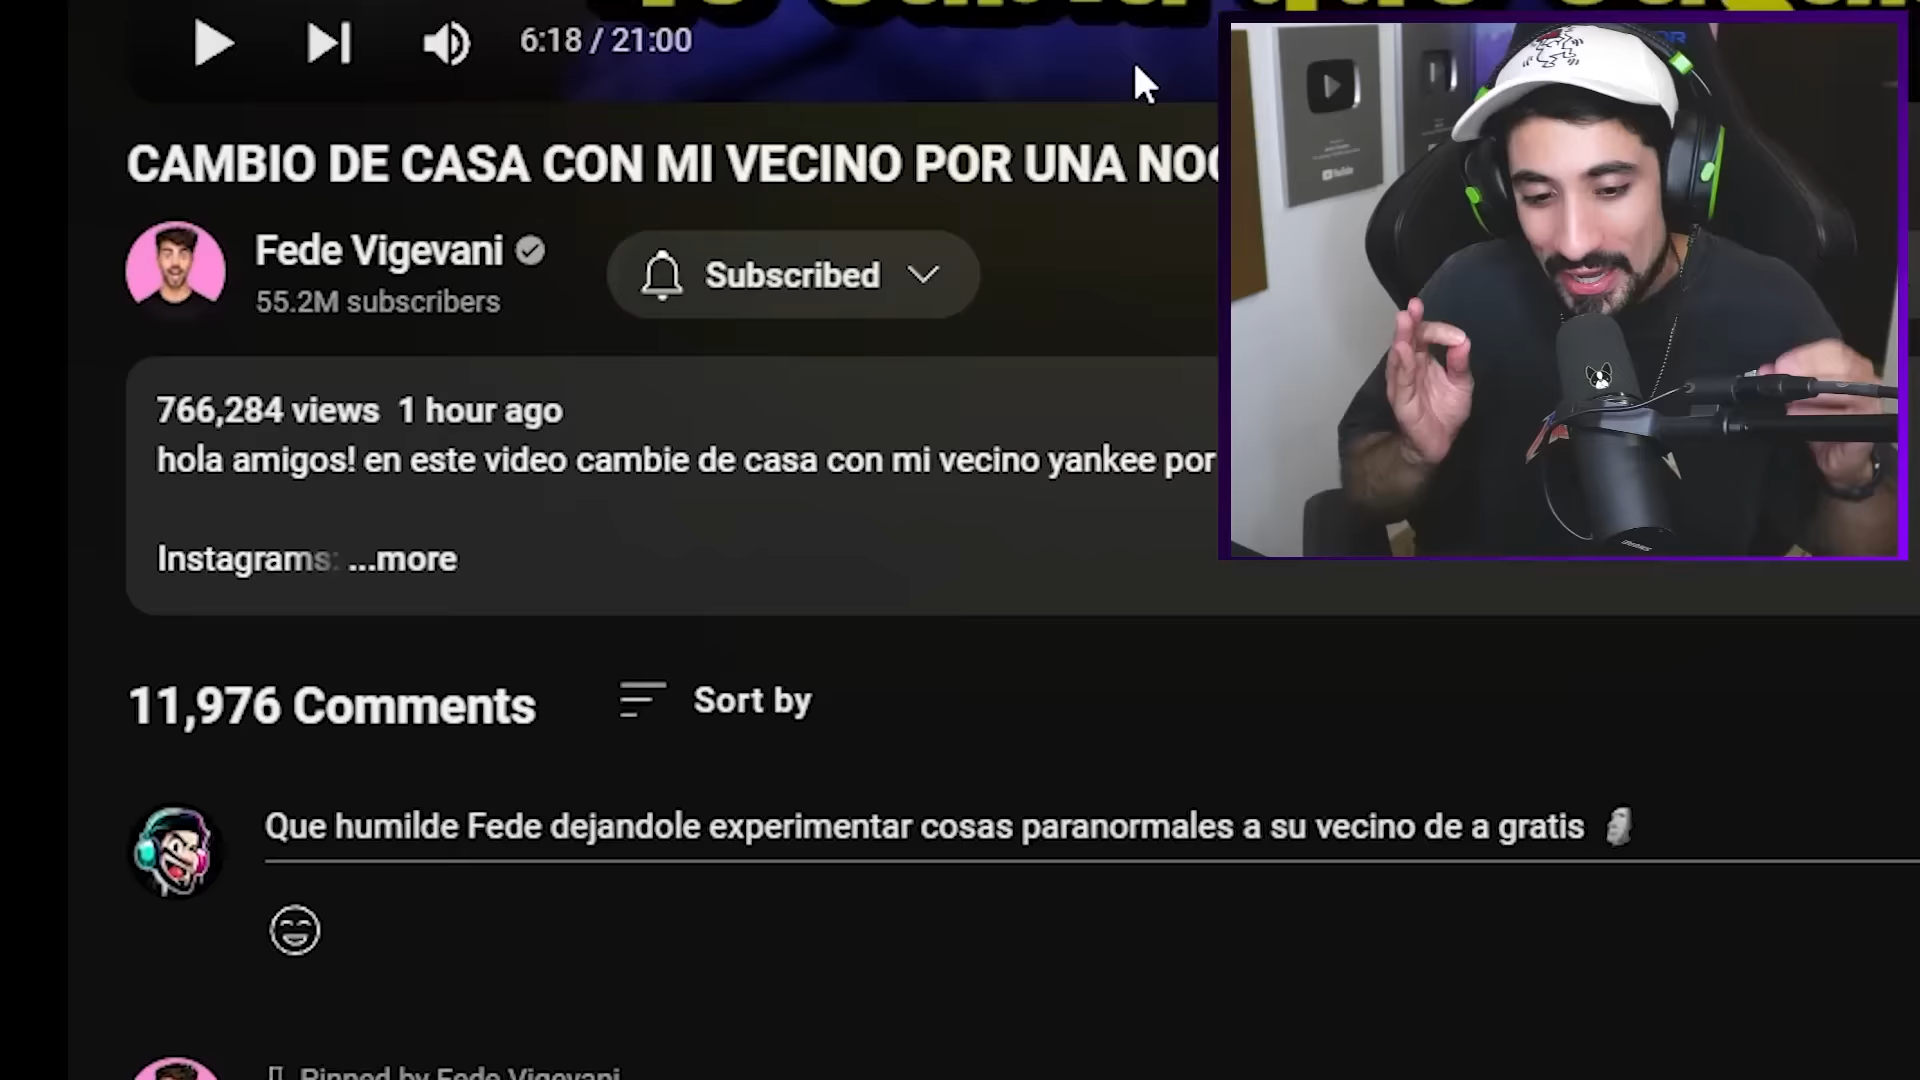 6:18 / 21:00
CAMBIO DE CASA CON MI VECINO POR UNA
Fede Vigevani
Subscribed
55.2M subscribers
766,284 views 1 hour ago
hola amigos! en este video cambie de casa con mi vecino yankee por
Instagrams: ...more
11,976 Comments
Sort by
Que humilde Fede dejandole experimentar cosas paranormales a su vecino de a gratis 🗿
Pinned by Fede Vigevani
YouTube